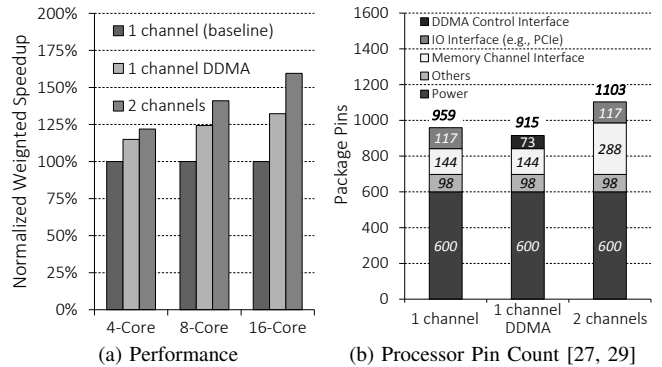 Normalized Weighted Speedup
175%
150%
125%
100%
75%
50%
25%
0%
1 channel (baseline)
1 channel DDMA
2 channels
4-Core
8-Core
16-Core
(a) Performance
Package Pins
1600
1400
1200
1000
800
600
400
200
0
DDMA Control Interface
IO Interface (e.g., PCIe)
Memory Channel Interface
Others
Power
959
117
144
98
600
915
73
144
98
600
1103
117
288
98
600
1 channel
1 channel
DDMA
2 channels
(b) Processor Pin Count [27, 29]